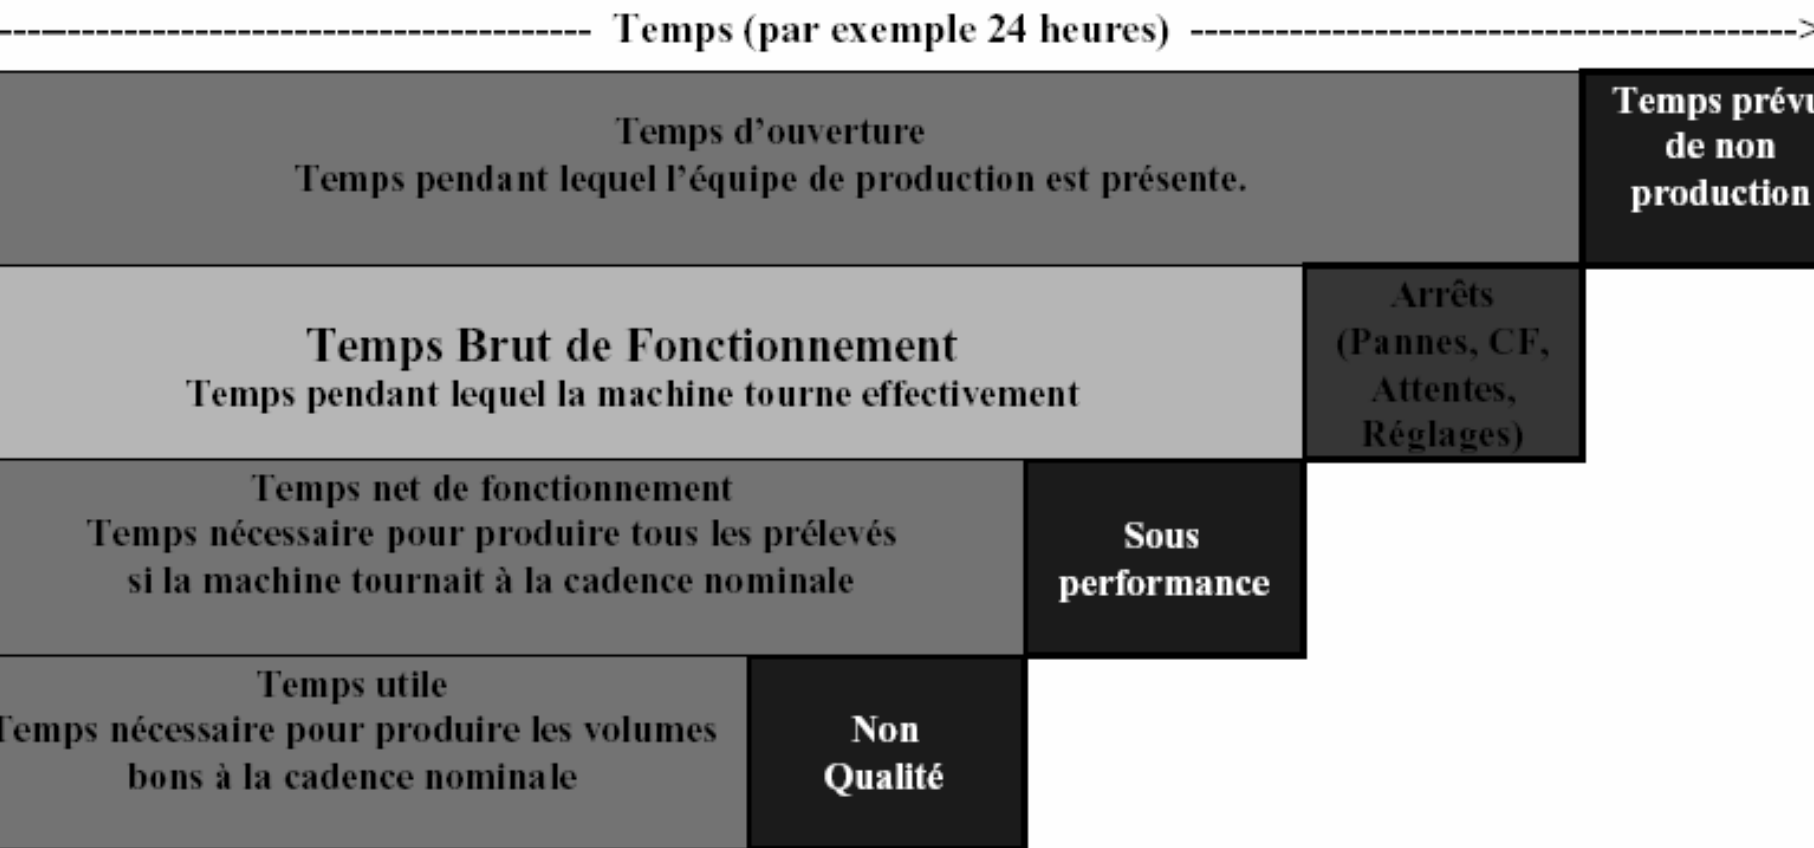 Temps (par exemple 24 heures)
Temps d’ouverture
Temps pendant lequel l’équipe de production est présente.
Temps prévu
de non
production
Temps Brut de Fonctionnement
Temps pendant lequel la machine tourne effectivement
Arrêts
(Pannes, CF,
Attentes,
Réglages)
Temps net de fonctionnement
Temps nécessaire pour produire tous les prélevés
si la machine tournait à la cadence nominale
Sous
performance
Temps utile
Temps nécessaire pour produire les volumes
bons à la cadence nominale
Non
Qualité